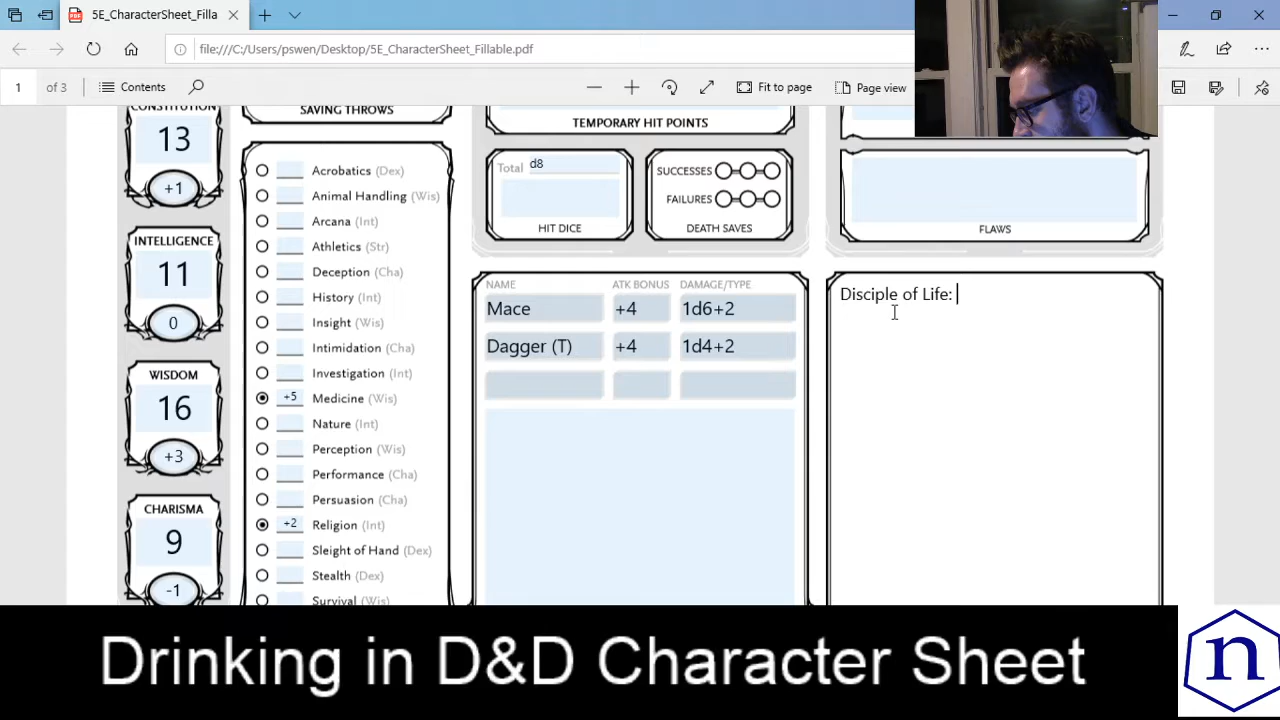 5E_CharacterSheet_Filla
file:///C:/Users/pswen/Desktop/5E_CharacterSheet_Fillable.pdf
1 of 3 Contents Fit to page Page view
CONSTITUTION
13
+1
INTELLIGENCE
11
0
WISDOM
16
+3
CHARISMA
9
-1
SAVING THROWS
Acrobatics (Dex)
Animal Handling (Wis)
Arcana (Int)
Athletics (Str)
Deception (Cha)
History (Int)
Insight (Wis)
Intimidation (Cha)
Investigation (Int)
+5 Medicine (Wis)
Nature (Int)
Perception (Wis)
Performance (Cha)
Persuasion (Cha)
+2 Religion (Int)
Sleight of Hand (Dex)
Stealth (Dex)
Survival (Wis)
TEMPORARY HIT POINTS
Total d8
HIT DICE
SUCCESSES
FAILURES
DEATH SAVES
NAME ATK BONUS DAMAGE/TYPE
Mace +4 1d6+2
Dagger (T) +4 1d4+2
FLAWS
Disciple of Life:
Drinking in D&D Character Sheet
n